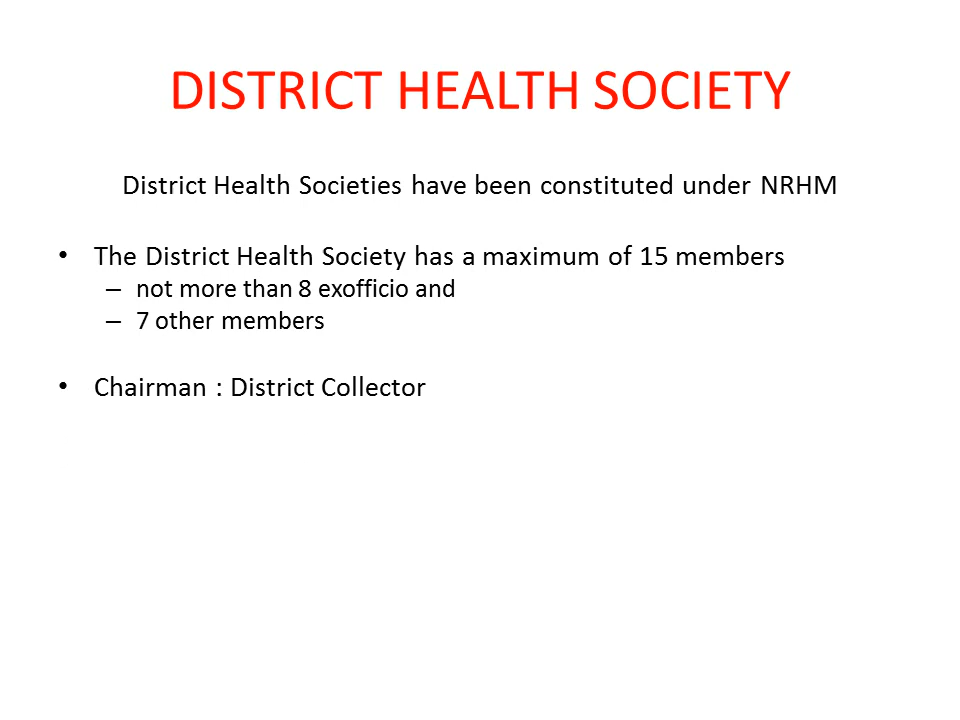 DISTRICT HEALTH SOCIETY
District Health Societies have been constituted under NRHM
• The District Health Society has a maximum of 15 members
– not more than 8 exofficio and
– 7 other members
• Chairman : District Collector